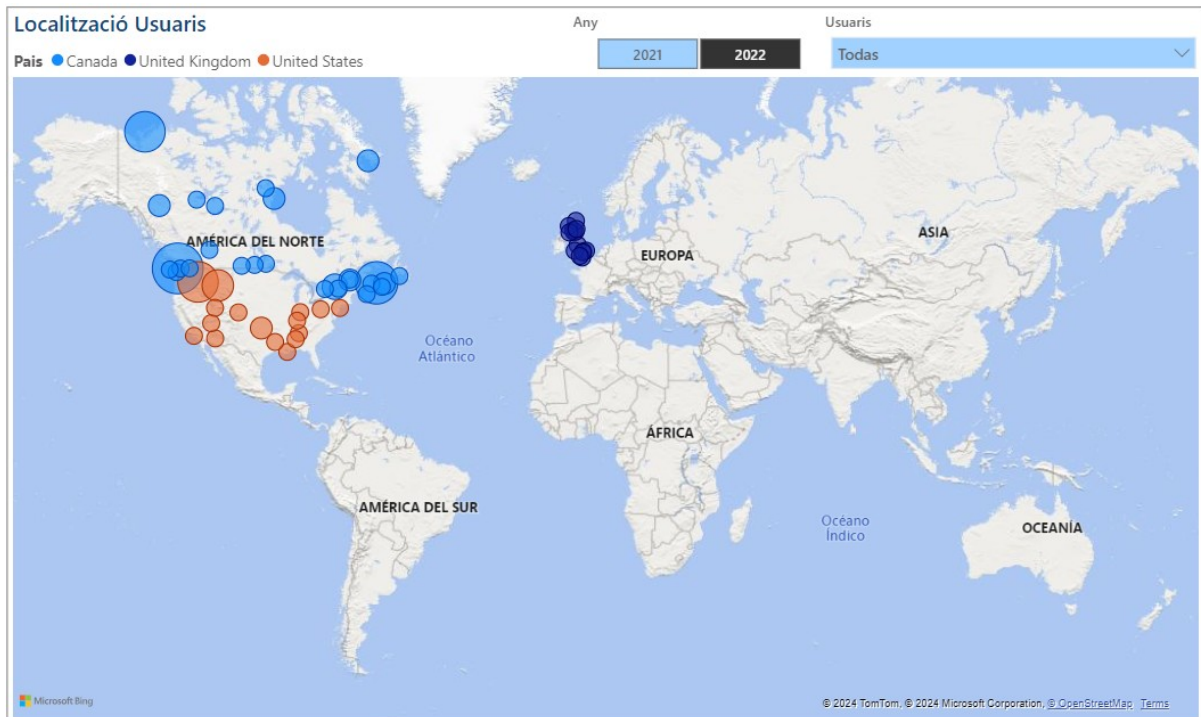 Localització Usuaris
Any
Usuaris
Pais Canada United Kingdom United States
2021
2022
Todas
AMÉRICA DEL NORTE
EUROPA
ASIA
Océano
Atlántico
ÁFRICA
AMÉRICA DEL SUR
Océano
Índico
OCEANÍA
Microsoft Bing
© 2024 TomTom, © 2024 Microsoft Corporation, © OpenStreetMap Terms